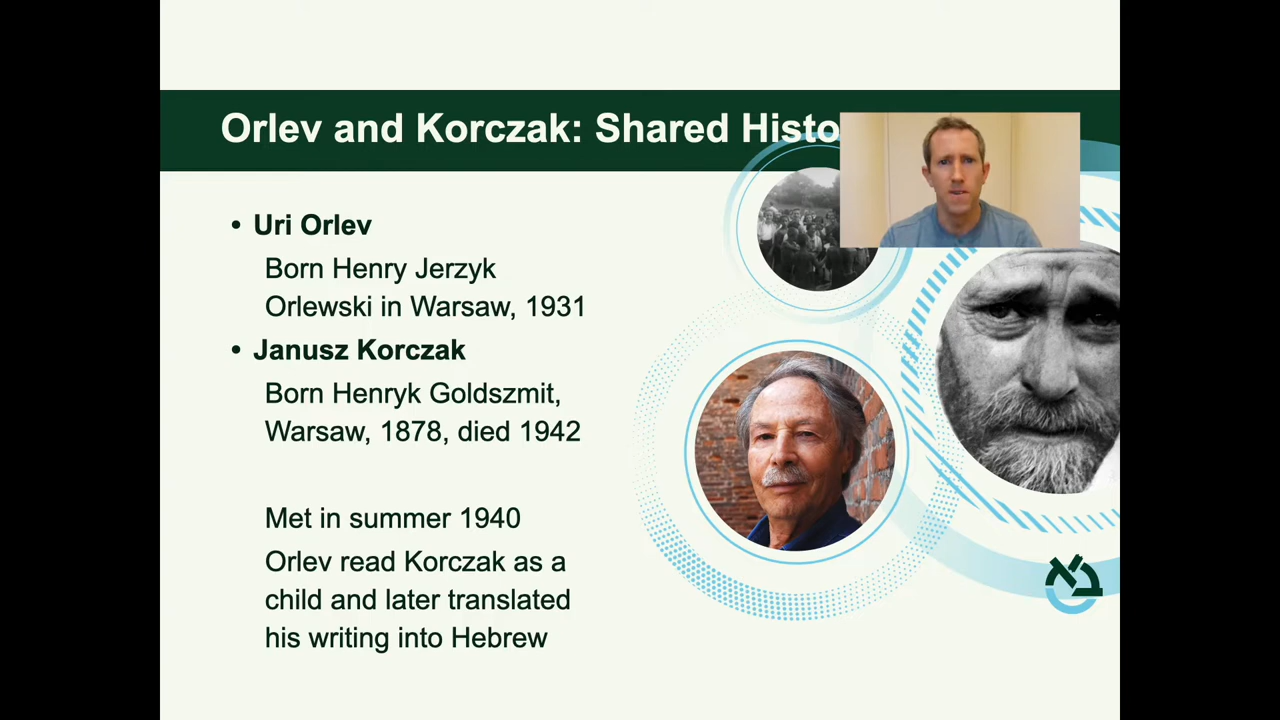 Orlev and Korczak: Shared Histo
• Uri Orlev
Born Henry Jerzyk
Orlewski in Warsaw, 1931
• Janusz Korczak
Born Henryk Goldszmit,
Warsaw, 1878, died 1942
Met in summer 1940
Orlev read Korczak as a
child and later translated
his writing into Hebrew